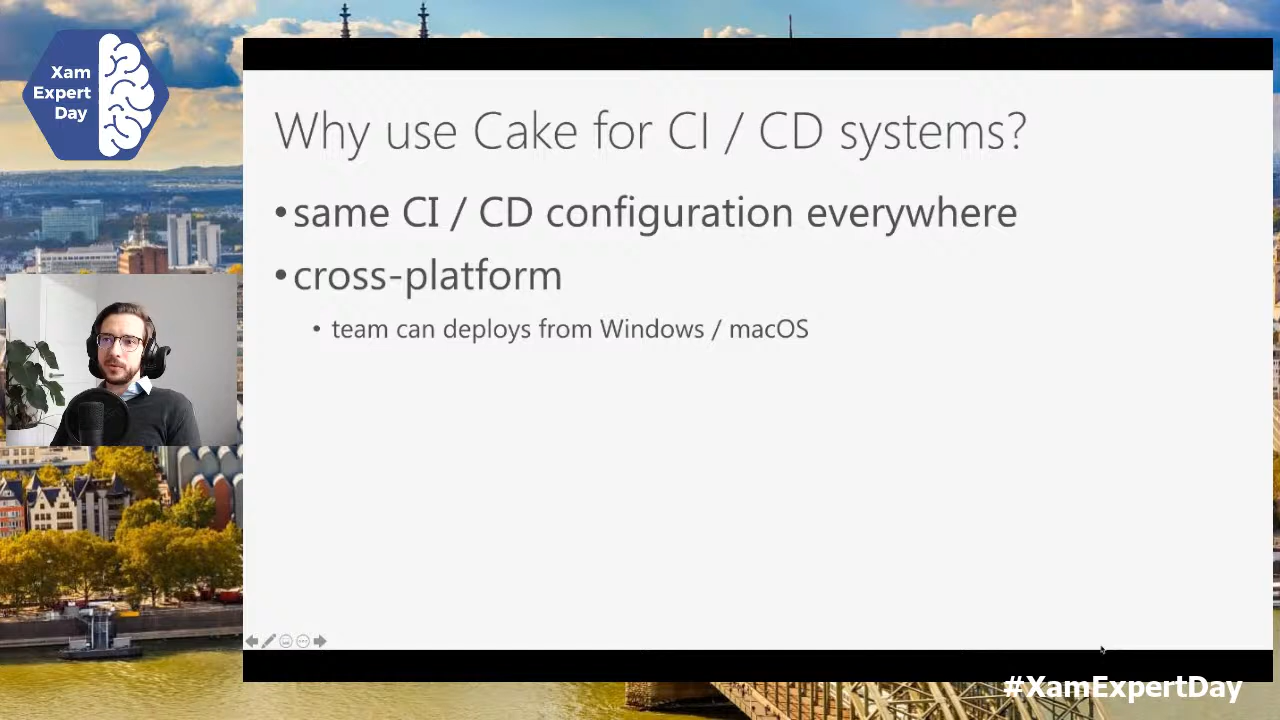 Xam
Expert
Day
Why use Cake for CI / CD systems?
•same CI / CD configuration everywhere
•cross-platform
• team can deploys from Windows / macOS
#XamExpertDay